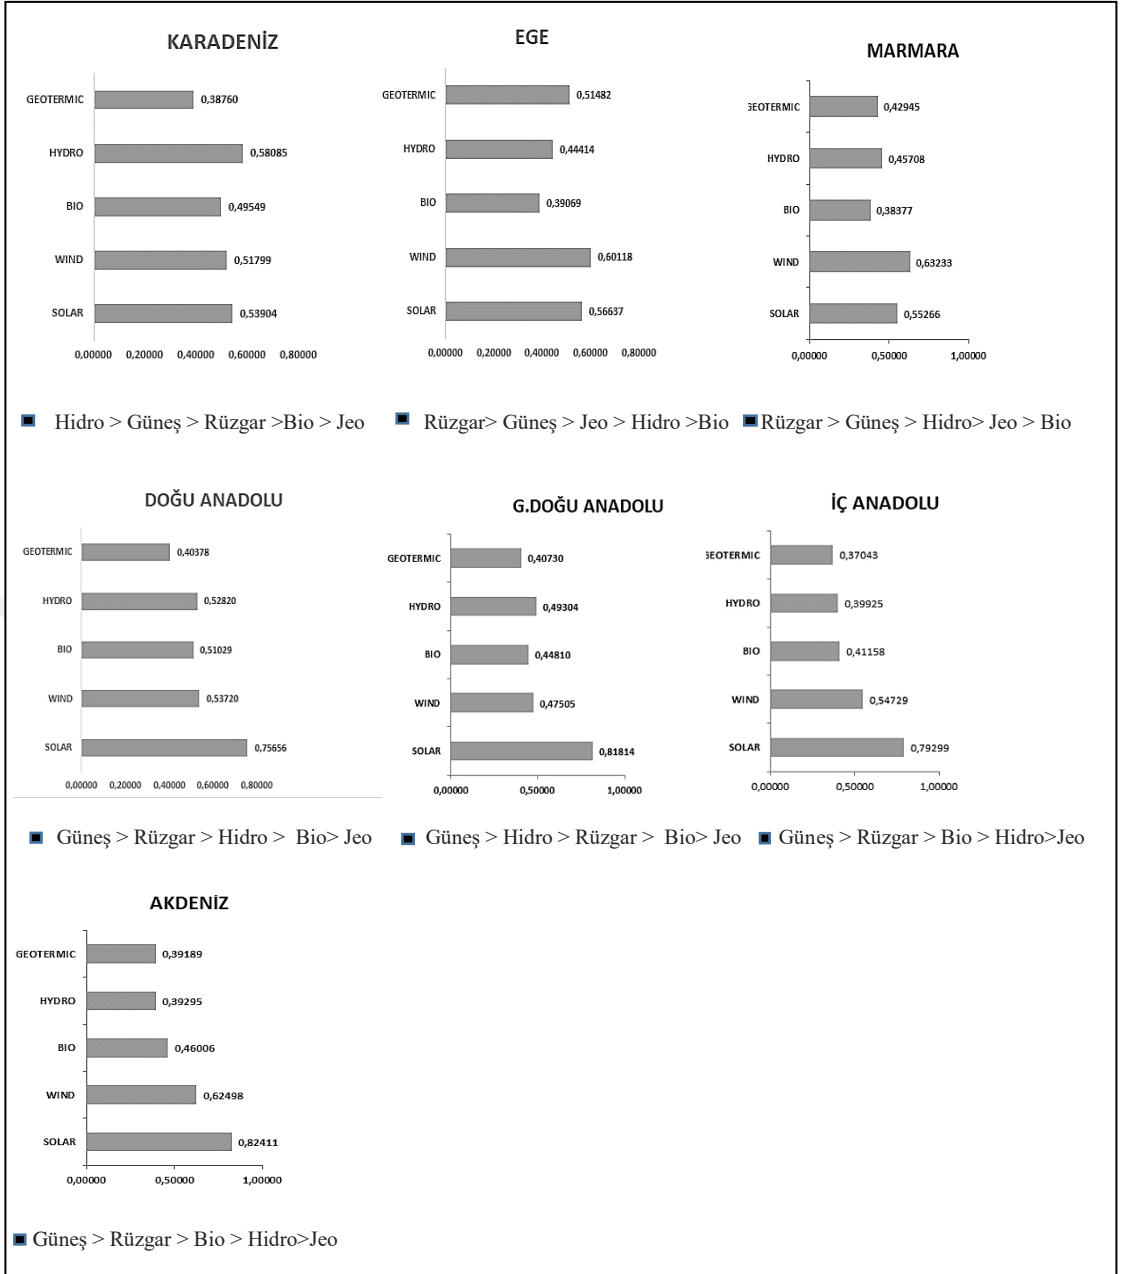 KARADENİZ
GEOTERMIC 0,38760
HYDRO 0,58085
BIO 0,49549
WIND 0,51799
SOLAR 0,53904
0,00000 0,20000 0,40000 0,60000 0,80000
Hidro > Güneş > Rüzgar >Bio > Jeo
EGE
GEOTERMIC 0,51482
HYDRO 0,44414
BIO 0,39069
WIND 0,60118
SOLAR 0,56637
0,00000 0,20000 0,40000 0,60000 0,80000
Rüzgar> Güneş > Jeo > Hidro >Bio
MARMARA
GEOTERMIC 0,42945
HYDRO 0,45708
BIO 0,38377
WIND 0,63233
SOLAR 0,55266
0,00000 0,50000 1,00000
Rüzgar > Güneş > Hidro> Jeo > Bio
DOĞU ANADOLU
GEOTERMIC 0,40378
HYDRO 0,52820
BIO 0,51029
WIND 0,53720
SOLAR 0,75656
0,00000 0,20000 0,40000 0,60000 0,80000
Güneş > Rüzgar > Hidro > Bio> Jeo
G.DOĞU ANADOLU
GEOTERMIC 0,40730
HYDRO 0,49304
BIO 0,44810
WIND 0,47505
SOLAR 0,81814
0,00000 0,50000 1,00000
Güneş > Hidro > Rüzgar > Bio> Jeo
İÇ ANADOLU
GEOTERMIC 0,37043
HYDRO 0,39925
BIO 0,41158
WIND 0,54729
SOLAR 0,79299
0,00000 0,50000 1,00000
Güneş > Rüzgar > Bio > Hidro>Jeo
AKDENİZ
GEOTERMIC 0,39189
HYDRO 0,39295
BIO 0,46006
WIND 0,62498
SOLAR 0,82411
0,00000 0,50000 1,00000
Güneş > Rüzgar > Bio > Hidro>Jeo